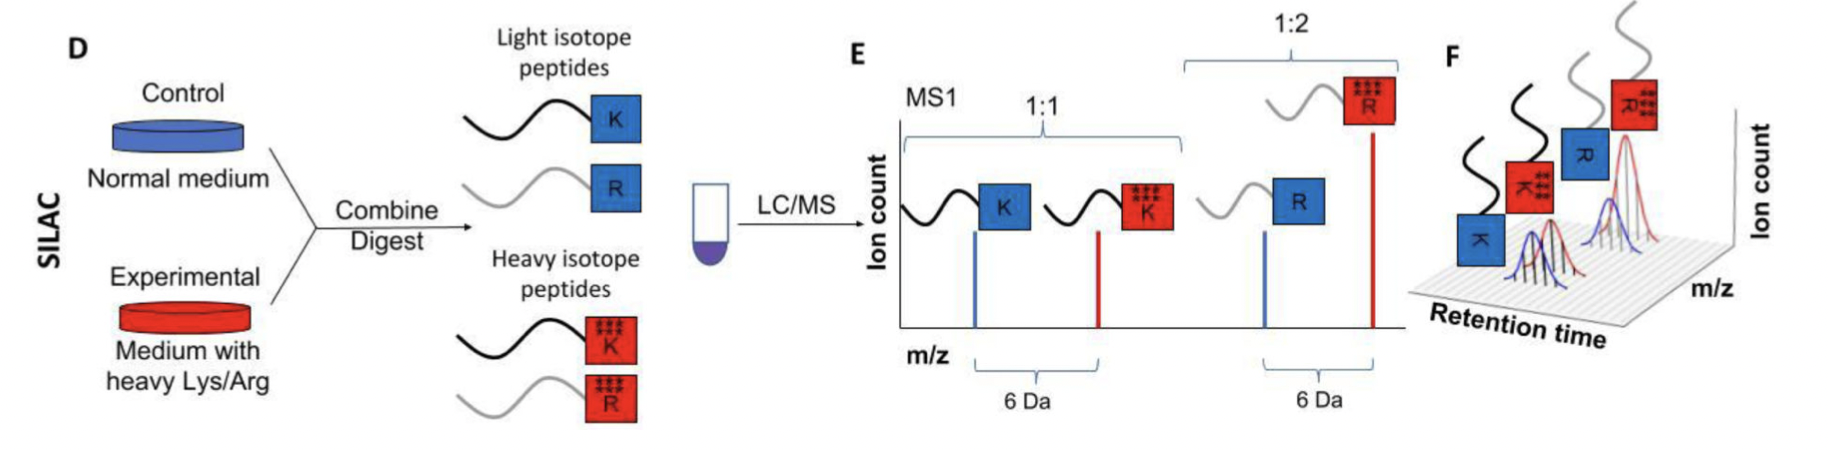 SILAC
D
Control
Normal medium
Experimental
Medium with
heavy Lys/Arg
Combine
Digest
Light isotope
peptides
K
R
Heavy isotope
peptides
******
K
******
R
LC/MS
E
MS1
1:1
1:2
Ion count
K
******
K
R
******
R
m/z
6 Da
6 Da
F
K
******
K
R
******
R
Ion count
m/z
Retention time